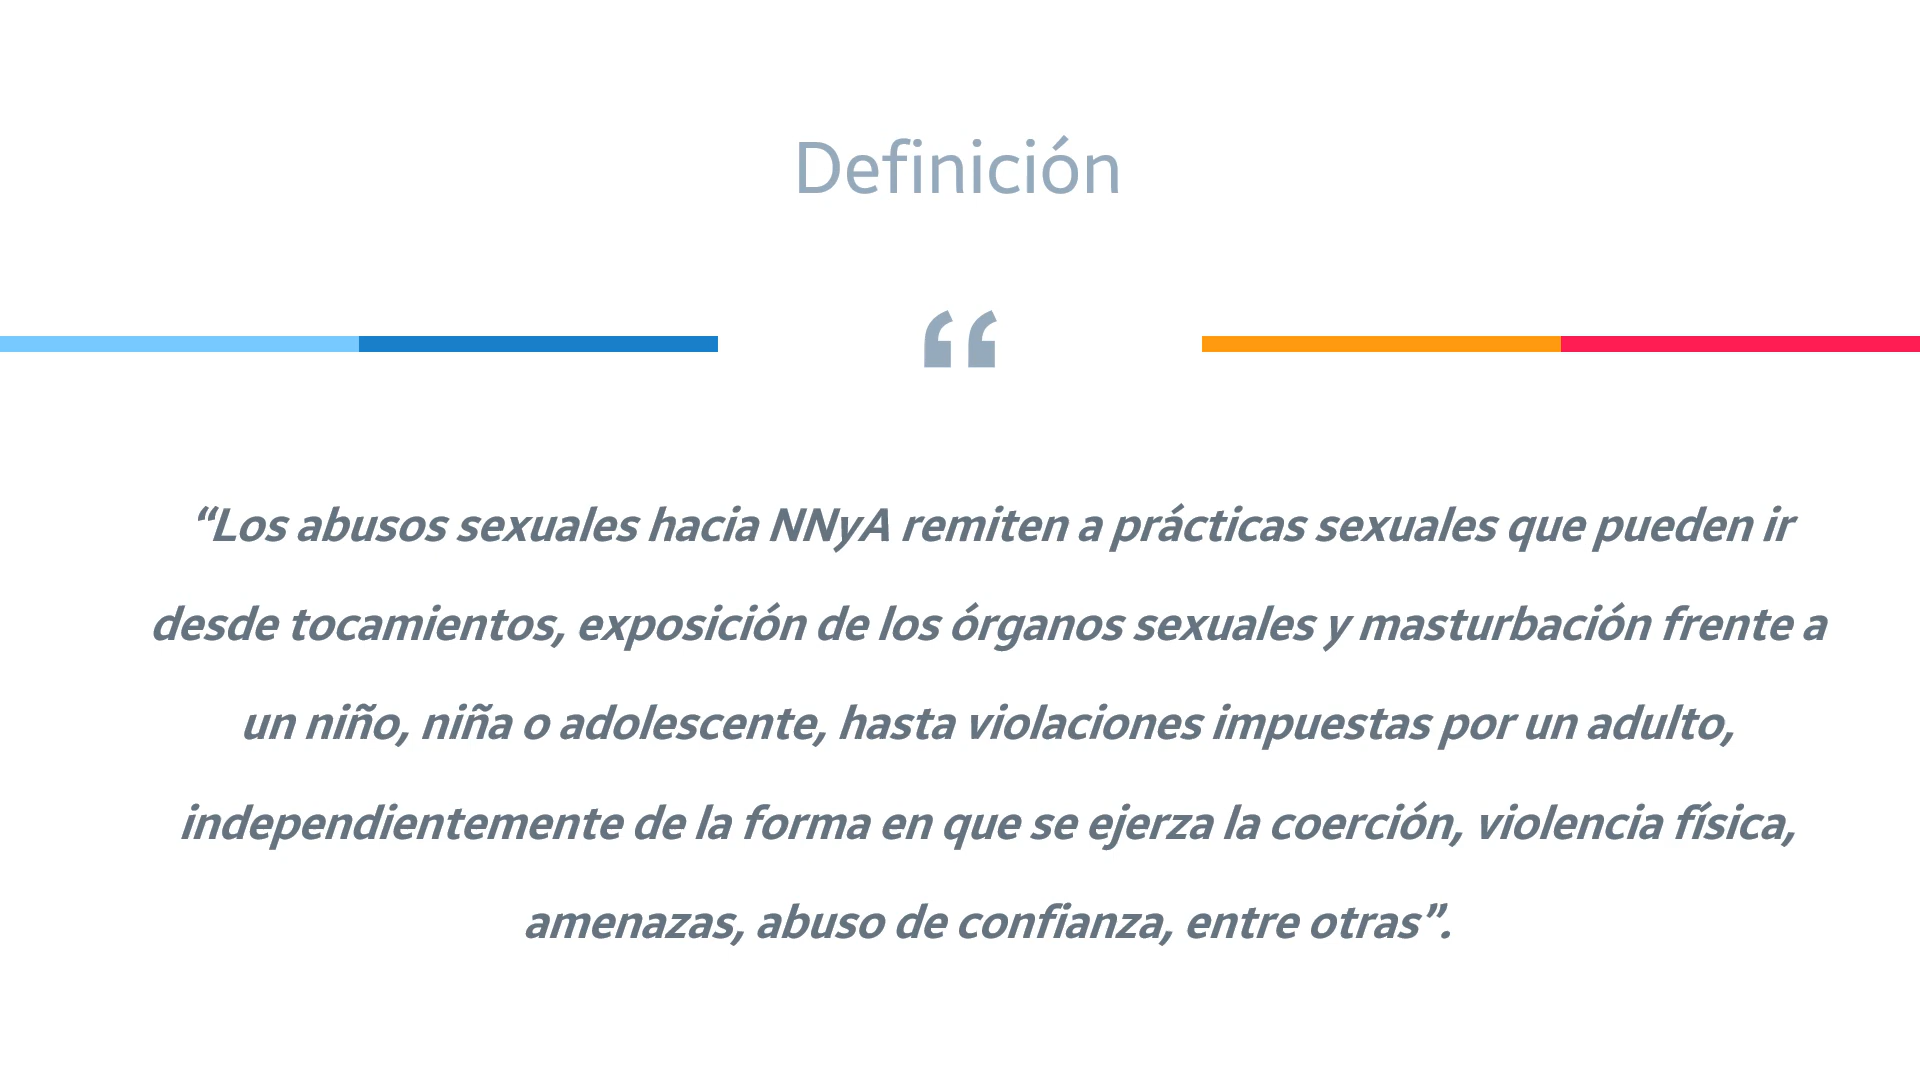 Definición
“
“Los abusos sexuales hacia NNyA remiten a prácticas sexuales que pueden ir
desde tocamientos, exposición de los órganos sexuales y masturbación frente a
un niño, niña o adolescente, hasta violaciones impuestas por un adulto,
independientemente de la forma en que se ejerza la coerción, violencia física,
amenazas, abuso de confianza, entre otras”.